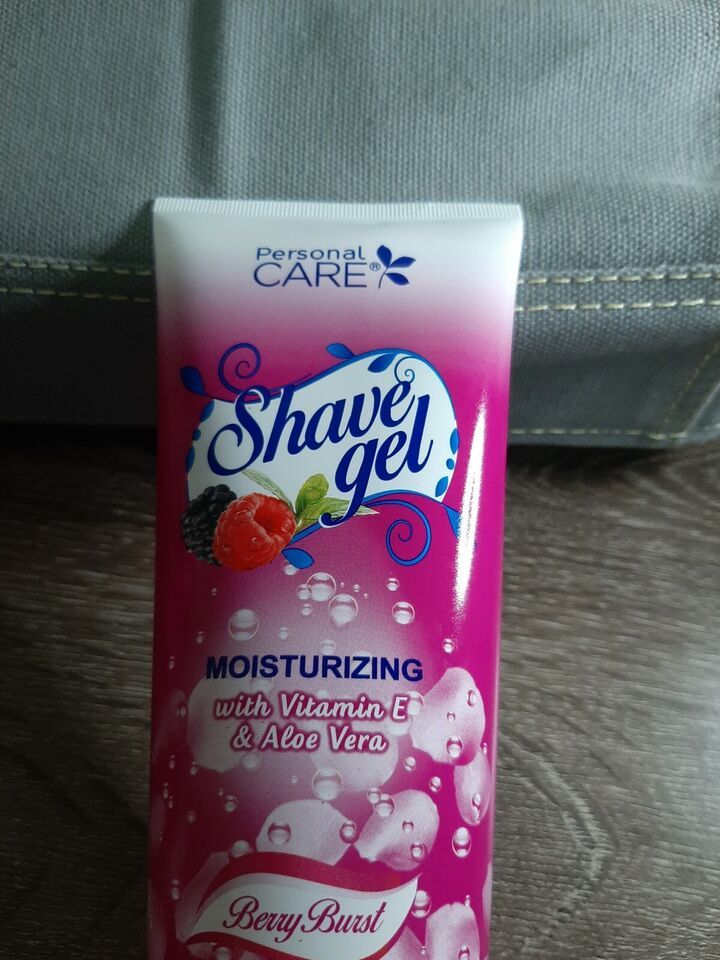 Personal
CARE®
Shave
gel
MOISTURIZING
with Vitamin E
& Aloe Vera
Berry Burst